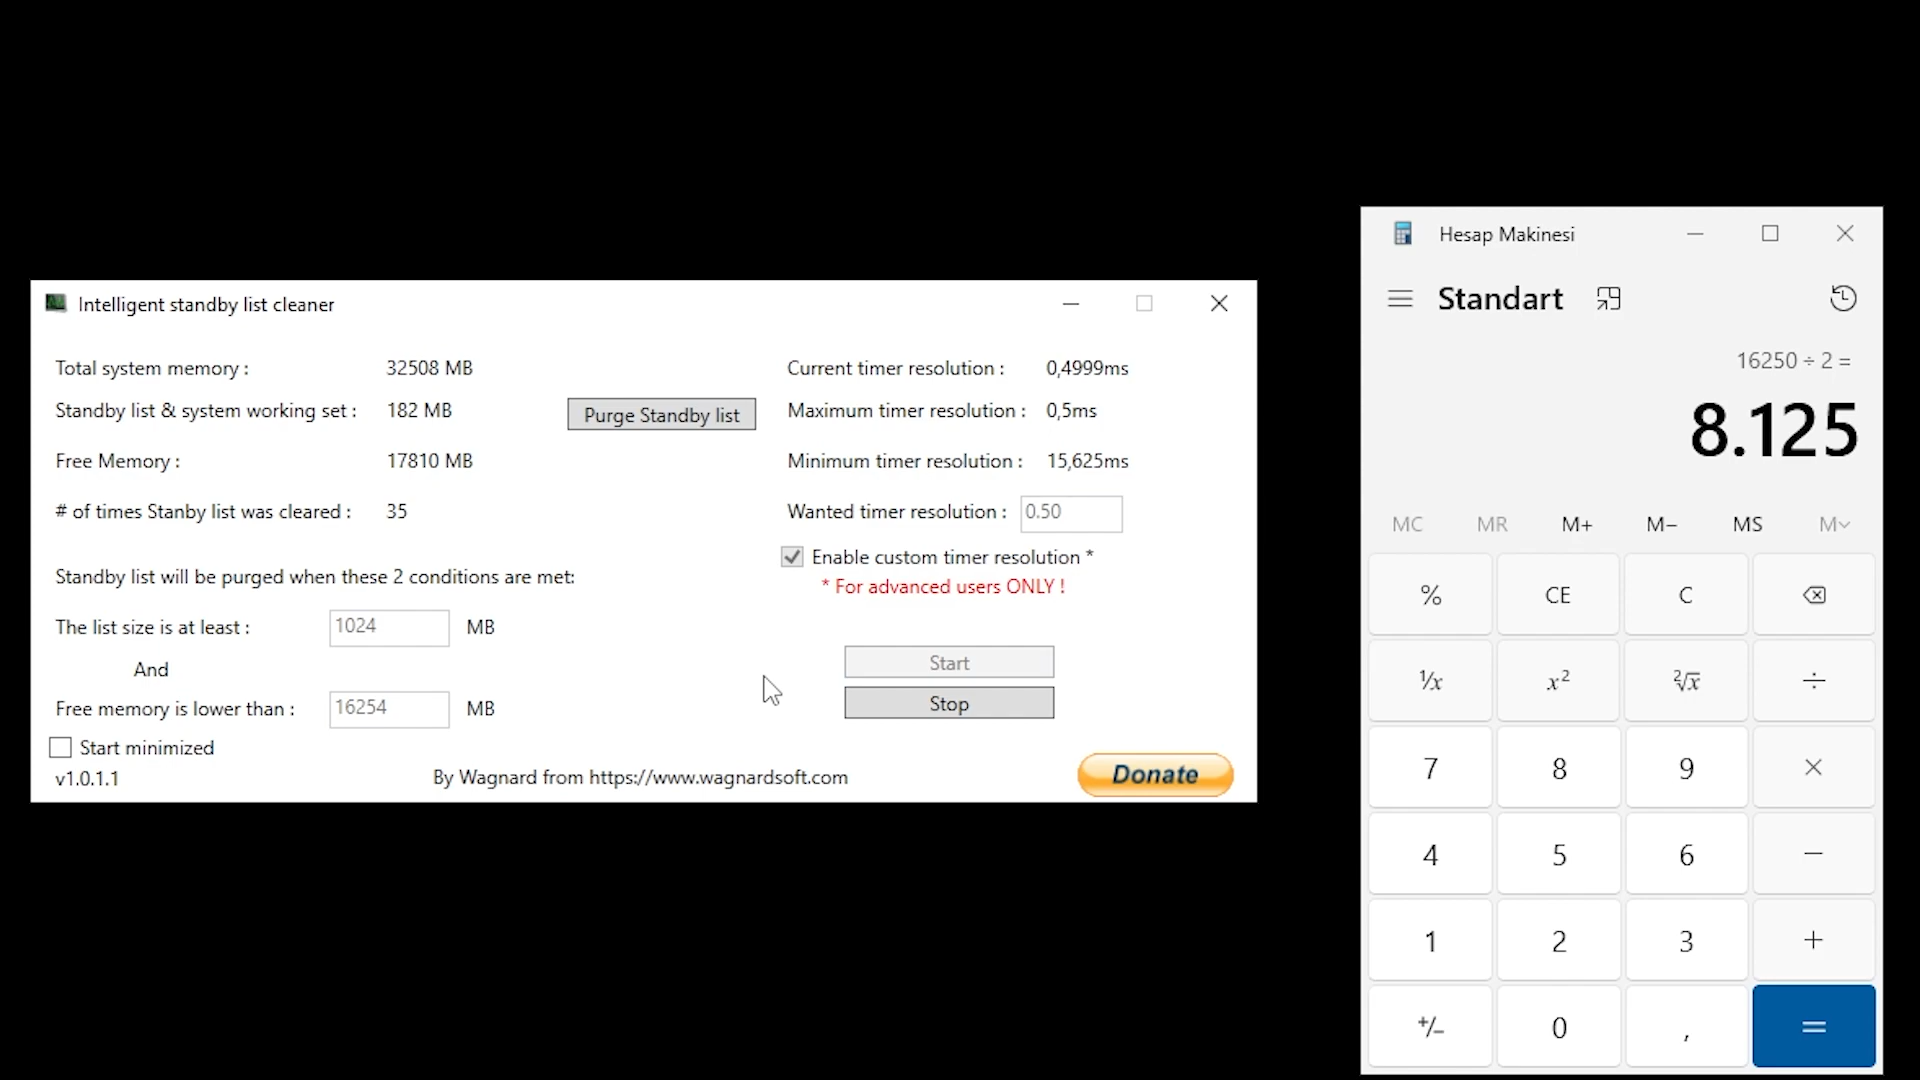 Intelligent standby list cleaner
Total system memory : 32508 MB
Standby list & system working set : 182 MB
Purge Standby list
Free Memory : 17810 MB
# of times Stanby list was cleared : 35
Standby list will be purged when these 2 conditions are met:
The list size is at least : 1024 MB
And
Free memory is lower than : 16254 MB
Start minimized
v1.0.1.1
By Wagnard from https://www.wagnardsoft.com
Current timer resolution : 0,4999ms
Maximum timer resolution : 0,5ms
Minimum timer resolution : 15,625ms
Wanted timer resolution : 0.50
Enable custom timer resolution *
* For advanced users ONLY !
Start
Stop
Donate
Hesap Makinesi
Standart
16250 ÷ 2 =
8.125
MC MR M+ M− MS M
% CE C
¹/x x² ²√x ÷
7 8 9 ×
4 5 6 −
1 2 3 +
+/− 0 , =